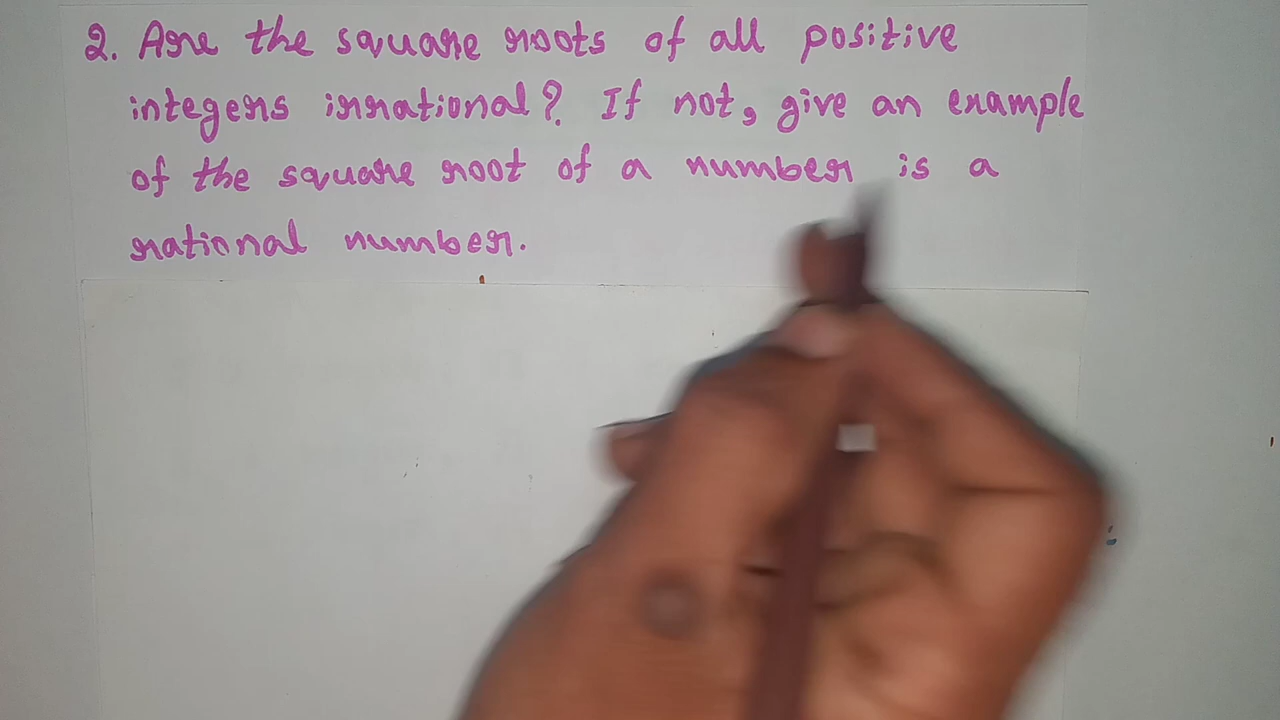 2. Are the square roots of all positive
integers irrational? If not, give an example
of the square root of a number is a
rational number.